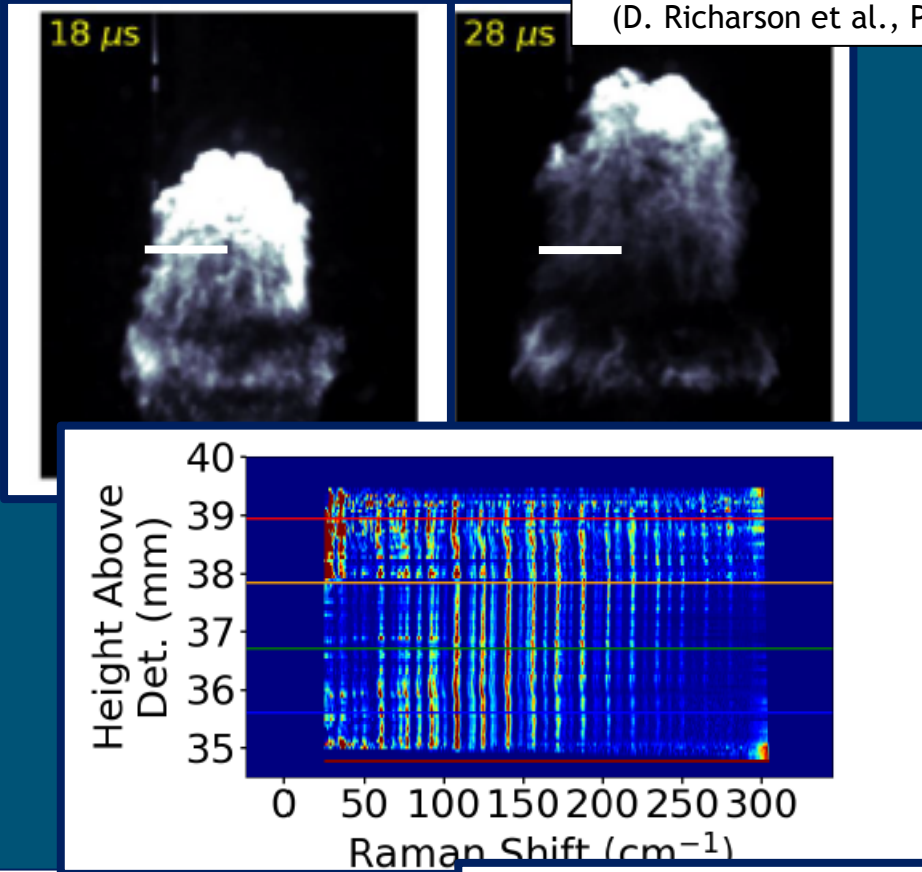 (D. Richarson et al., P
18 µs
28 µs
40
39
38
37
36
35
Height Above
Det. (mm)
0 50 100 150 200 250 300
Raman Shift (cm⁻¹)